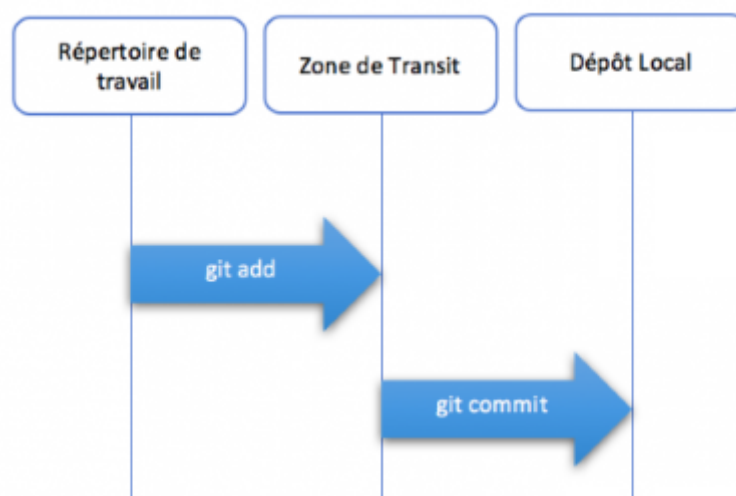 Répertoire de
travail
Zone de Transit
Dépôt Local
git add
git commit